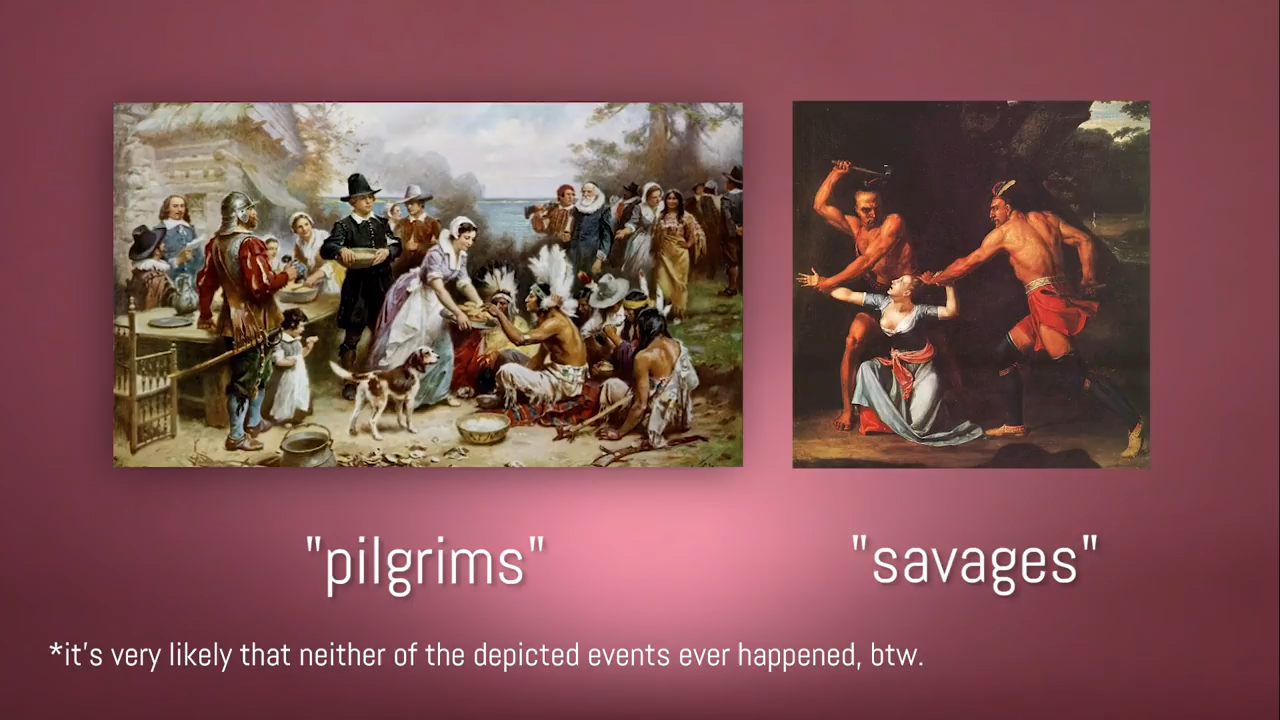 "pilgrims"
"savages"
*it's very likely that neither of the depicted events ever happened, btw.